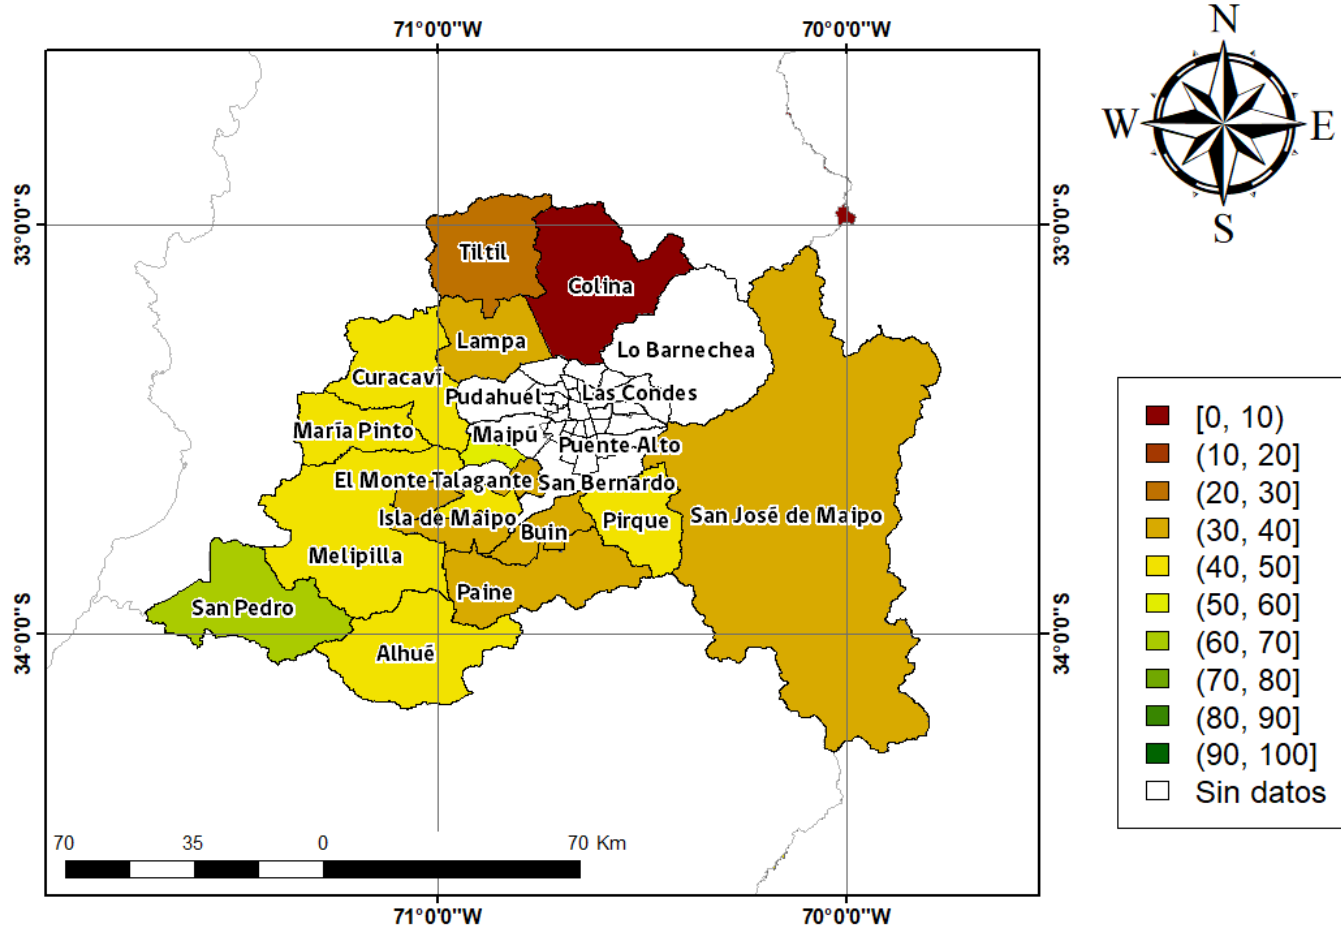 71°0'0"W 70°0'0"W
N
W E
S
33°0'0"S 33°0'0"S
Tiltil
Colina
Lampa
Lo Barnechea
Curacaví
Pudahuel Las Condes
María Pinto
Maipú
Puente Alto
El Monte Talagante San Bernardo
Isla de Maipo
Buin
Pirque
San José de Maipo
Melipilla
Paine
San Pedro
Alhué
34°0'0"S 34°0'0"S
[0, 10)
(10, 20]
(20, 30]
(30, 40]
(40, 50]
(50, 60]
(60, 70]
(70, 80]
(80, 90]
(90, 100]
Sin datos
70 35 0 70 Km
71°0'0"W 70°0'0"W